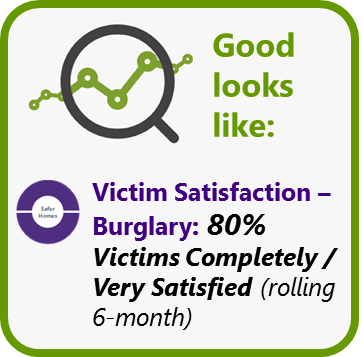 Good
looks
like:
Safer
Homes
Victim Satisfaction –
Burglary: 80%
Victims Completely /
Very Satisfied (rolling
6-month)